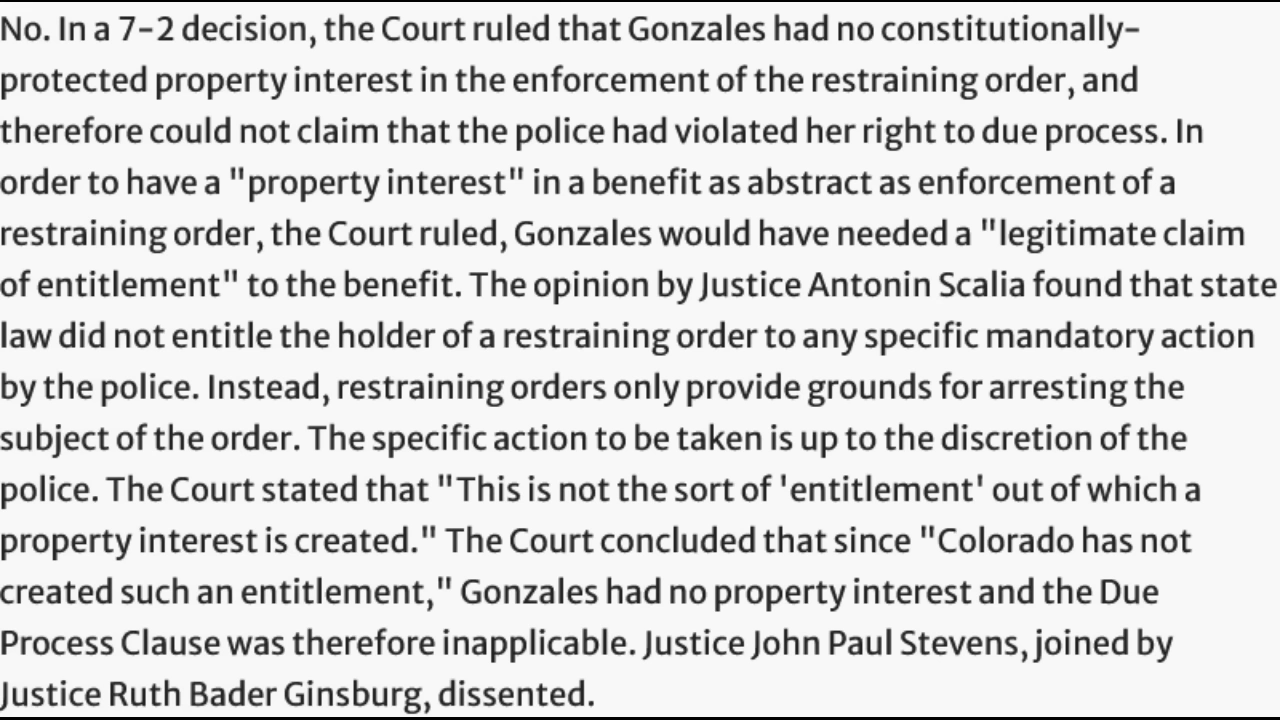 No. In a 7–2 decision, the Court ruled that Gonzales had no constitutionally-
protected property interest in the enforcement of the restraining order, and
therefore could not claim that the police had violated her right to due process. In
order to have a "property interest" in a benefit as abstract as enforcement of a
restraining order, the Court ruled, Gonzales would have needed a "legitimate claim
of entitlement" to the benefit. The opinion by Justice Antonin Scalia found that state
law did not entitle the holder of a restraining order to any specific mandatory action
by the police. Instead, restraining orders only provide grounds for arresting the
subject of the order. The specific action to be taken is up to the discretion of the
police. The Court stated that "This is not the sort of 'entitlement' out of which a
property interest is created." The Court concluded that since "Colorado has not
created such an entitlement," Gonzales had no property interest and the Due
Process Clause was therefore inapplicable. Justice John Paul Stevens, joined by
Justice Ruth Bader Ginsburg, dissented.